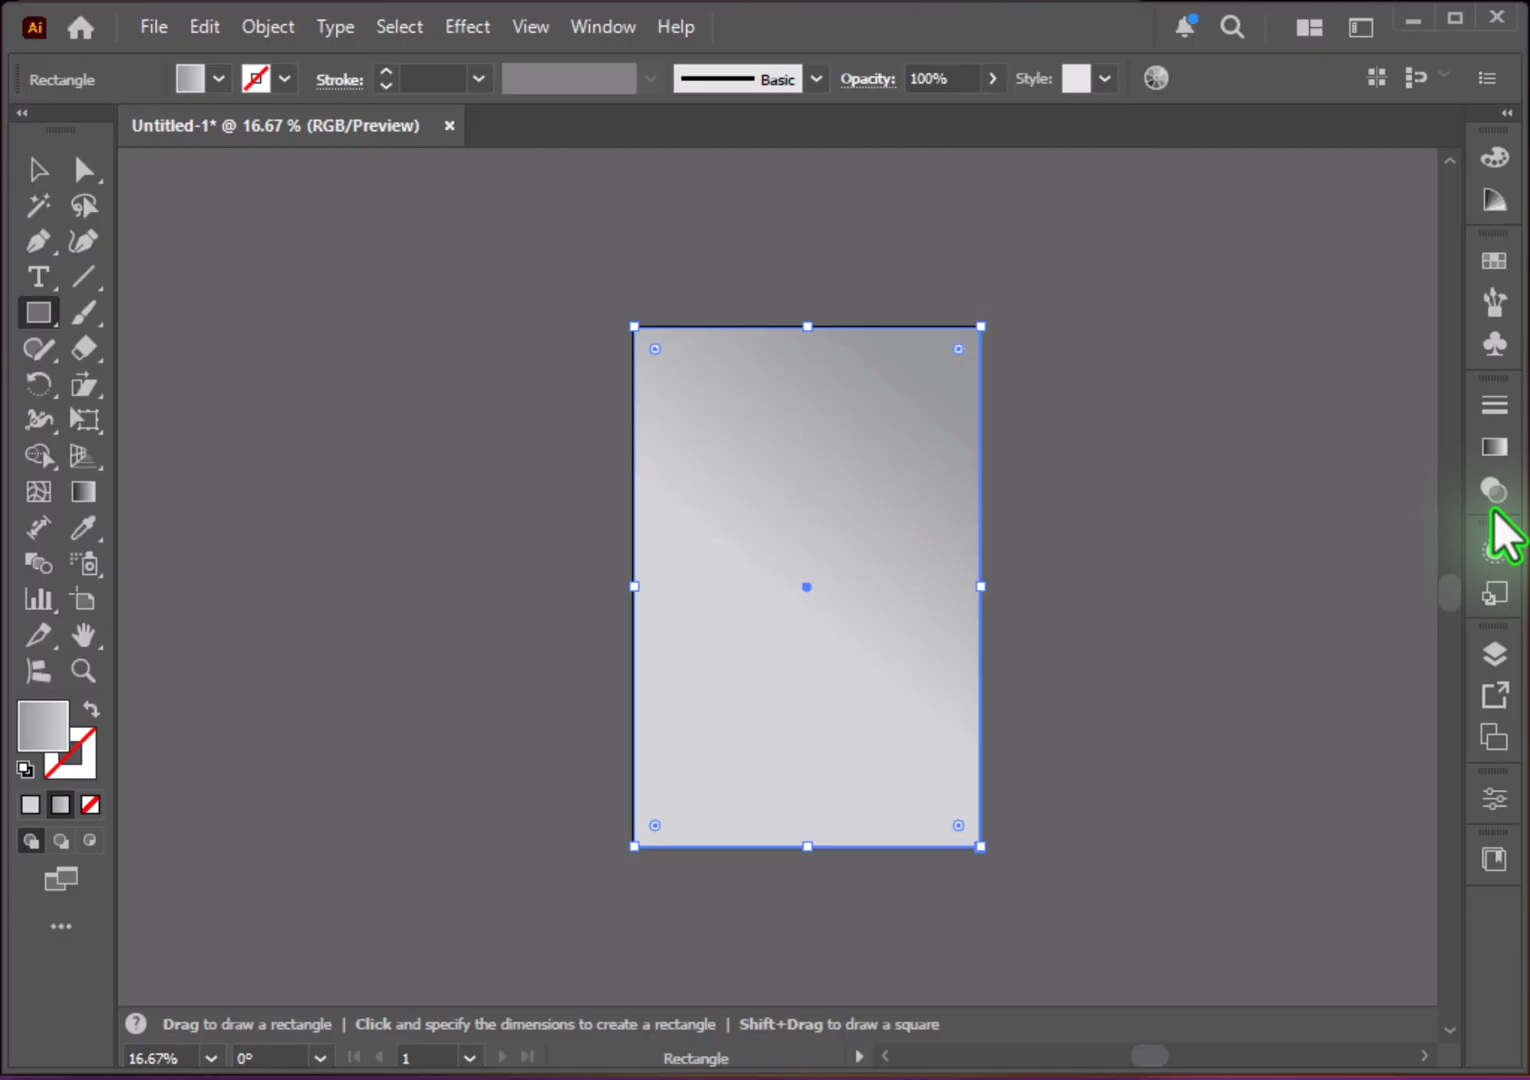 Ai File Edit Object Type Select Effect View Window Help
Rectangle Stroke: Basic Opacity: 100% Style:
Untitled-1* @ 16.67 % (RGB/Preview)
T
? Drag to draw a rectangle | Click and specify the dimensions to create a rectangle | Shift+Drag to draw a square
16.67% 0° 1 Rectangle